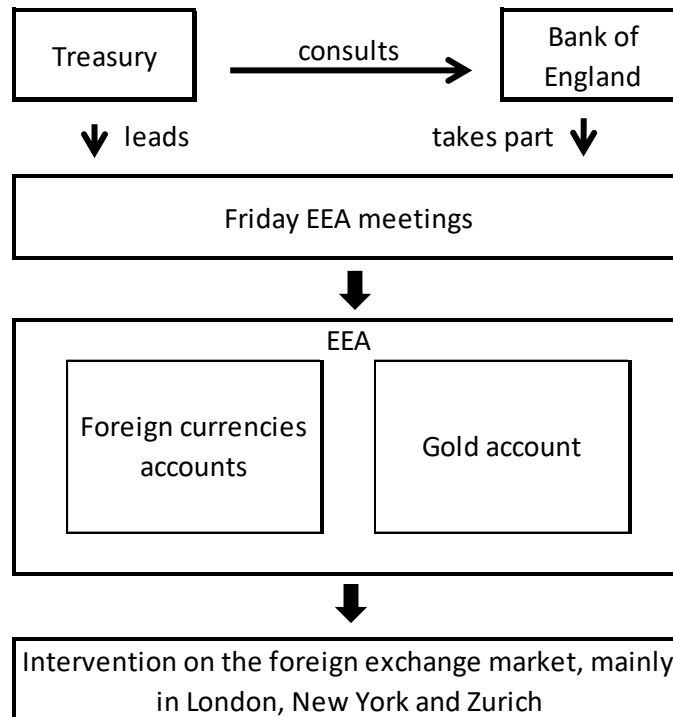 Treasury
consults
Bank of
England
leads
takes part
Friday EEA meetings
EEA
Foreign currencies
accounts
Gold account
Intervention on the foreign exchange market, mainly
in London, New York and Zurich